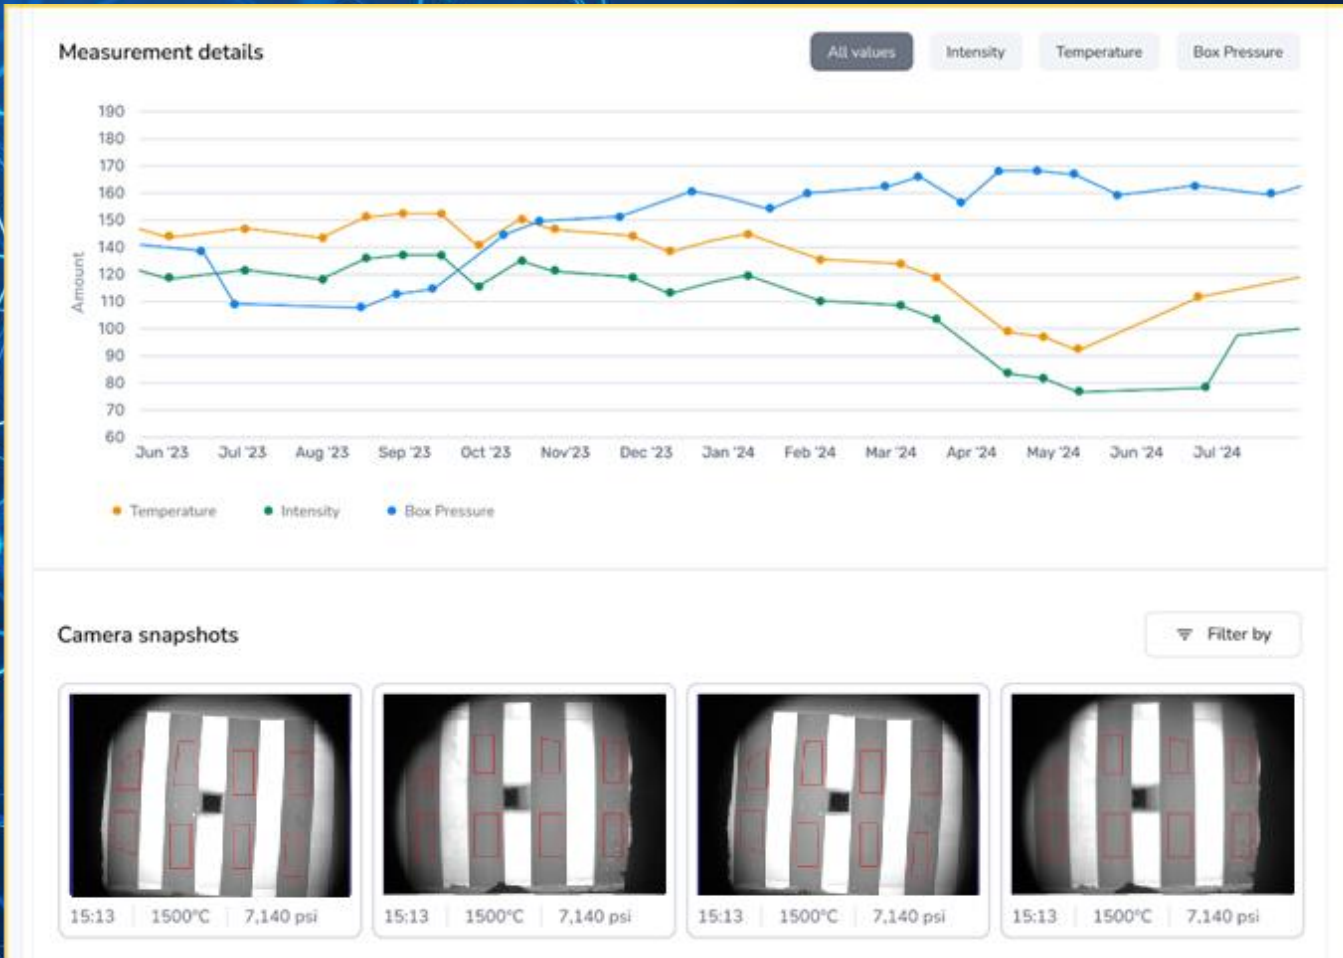 Measurement details
All values
Intensity
Temperature
Box Pressure
190
180
170
160
150
140
120
110
100
90
80
70
60
Amount
Jun '23
Jul '23
Aug '23
Sep '23
Oct '23
Nov'23
Dec '23
Jan '24
Feb '24
Mar '24
Apr '24
May '24
Jun '24
Jul '24
Temperature
Intensity
Box Pressure
Camera snapshots
Filter by
15:13 1500°C 7,140 psi
15:13 1500°C 7,140 psi
15:13 1500°C 7,140 psi
15:13 1500°C 7,140 psi